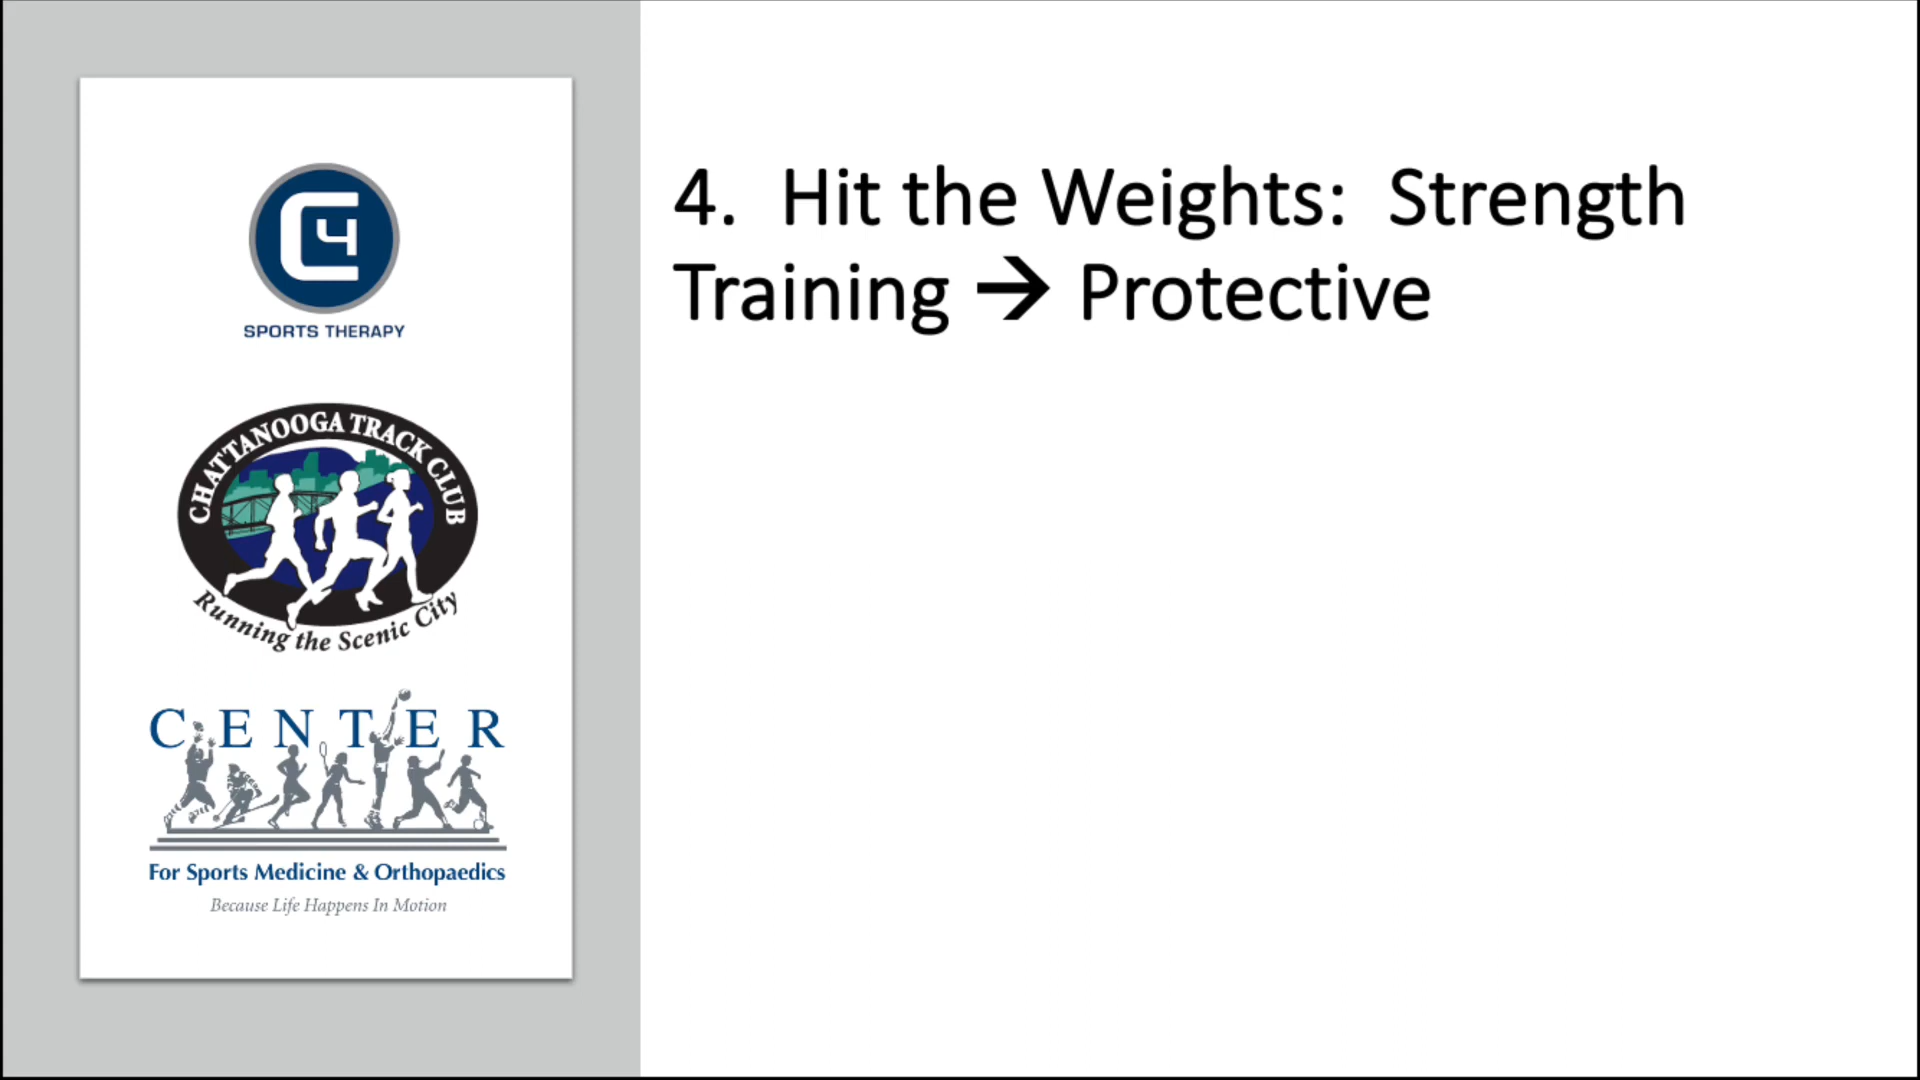 C4
SPORTS THERAPY
CHATTANOOGA TRACK CLUB
Running the Scenic City
CENTER
For Sports Medicine & Orthopaedics
Because Life Happens In Motion
4. Hit the Weights: Strength
Training → Protective